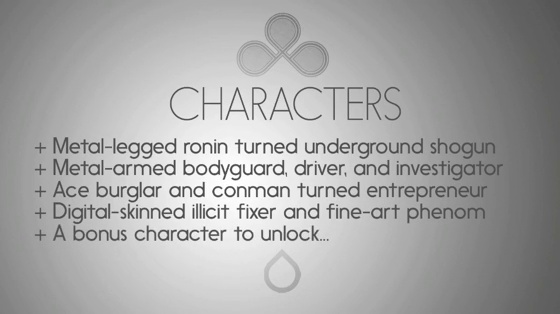 CHARACTERS
+ Metal-legged ronin turned underground shogun
+ Metal-armed bodyguard, driver, and investigator
+ Ace burglar and conman turned entrepreneur
+ Digital-skinned illicit fixer and fine-art phenom
+ A bonus character to unlock...